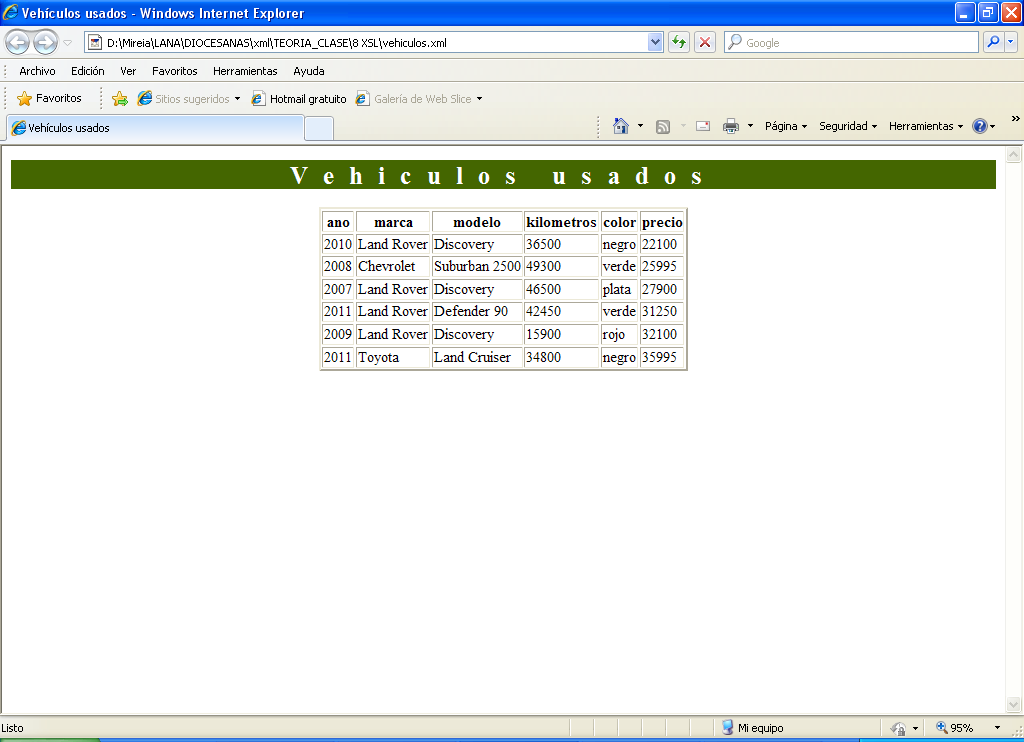 Vehículos usados - Windows Internet Explorer
D:\Mireia\LANA\DIOCESANAS\xml\TEORIA_CLASE\8 XSL\vehiculos.xml Google
Archivo Edición Ver Favoritos Herramientas Ayuda
Favoritos Sitios sugeridos Hotmail gratuito Galería de Web Slice
Vehículos usados Página Seguridad Herramientas »
Vehiculos usados
ano marca modelo kilometros color precio
2010 Land Rover Discovery 36500 negro 22100
2008 Chevrolet Suburban 2500 49300 verde 25995
2007 Land Rover Discovery 46500 plata 27900
2011 Land Rover Defender 90 42450 verde 31250
2009 Land Rover Discovery 15900 rojo 32100
2011 Toyota Land Cruiser 34800 negro 35995
Listo Mi equipo 95%